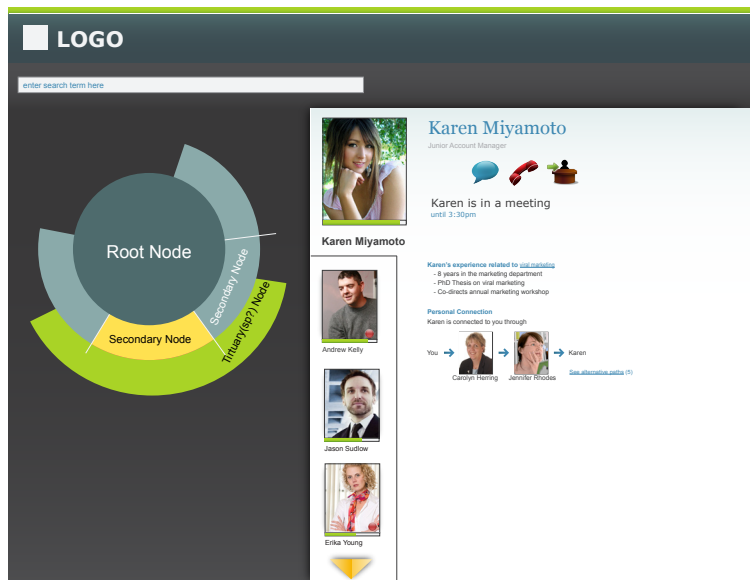 LOGO
enter search term here
Root Node
Secondary Node
Secondary Node
Tirtuary(sp?) Node
Karen Miyamoto
Junior Account Manager
Karen is in a meeting
until 3:30pm
Karen Miyamoto
Andrew Kelly
Jason Sudlow
Erika Young
Karen's experience related to viral marketing
- 8 years in the marketing department
- PhD Thesis on viral marketing
- Co-directs annual marketing workshop
Personal Connection
Karen is connected to you through
You
Karen
Carolyn Herring Jennifer Rhodes
See alternative paths (5)